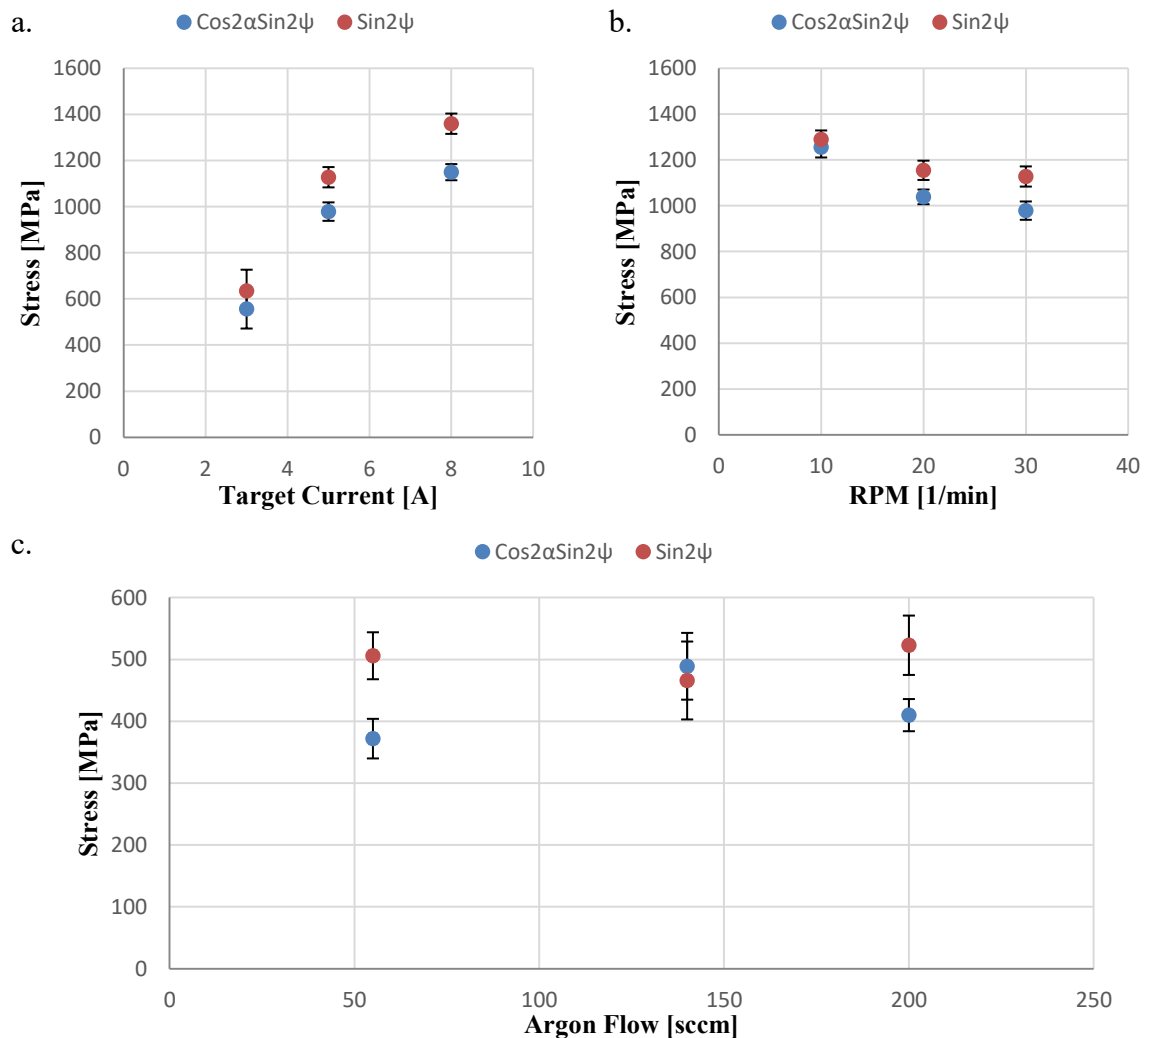 a.
Cos2αSin2ψ Sin2ψ
1600
1400
1200
1000
800
600
400
200
0
0 2 4 6 8 10
Stress [MPa]
Target Current [A]
b.
Cos2αSin2ψ Sin2ψ
1600
1400
1200
1000
800
600
400
200
0
0 10 20 30 40
Stress [MPa]
RPM [1/min]
c.
Cos2αSin2ψ Sin2ψ
600
500
400
300
200
100
0
0 50 100 150 200 250
Stress [MPa]
Argon Flow [sccm]